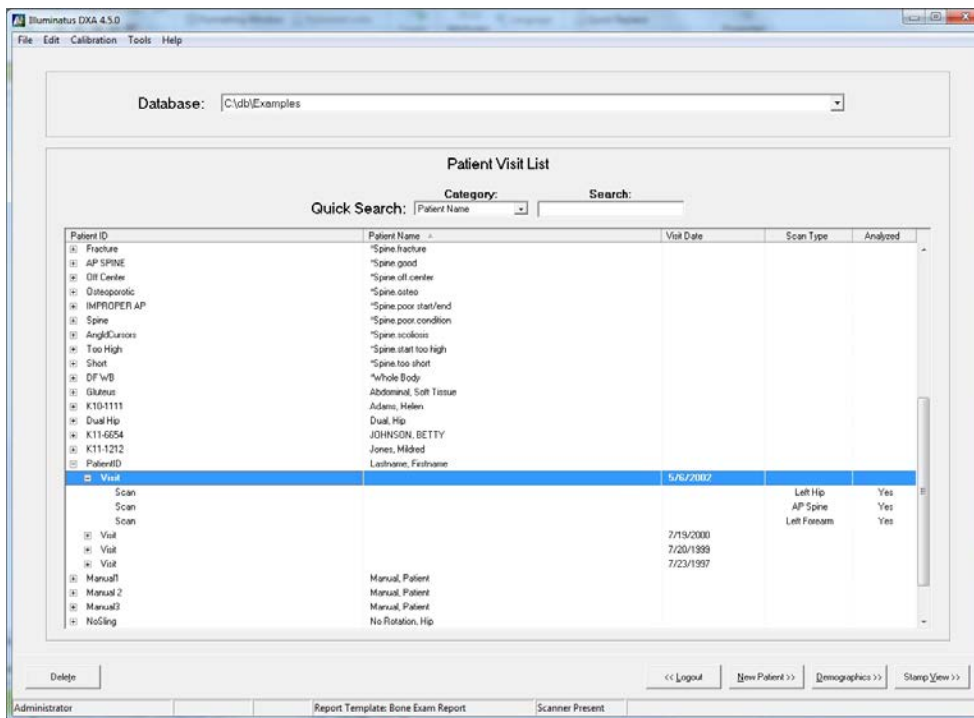 Illuminatus DXA 4.5.0
File Edit Calibration Tools Help
Database: C:\db\Examples
Patient Visit List
Category: Search:
Quick Search: Patient Name
Patient ID Patient Name Visit Date Scan Type Analyzed
Fracture *Spine.fracture
AP SPINE *Spine.good
Off Center *Spine.off.center
Osteoporotic *Spine.osteo
IMPROPER AP *Spine.poor start/end
Spine *Spine.poor.condition
AngldCursors *Spine.scoliosis
Too High *Spine.start too high
Short *Spine.too short
DF WB *Whole Body
Gluteus Abdominal, Soft Tissue
K10-1111 Adams, Helen
Dual Hip Dual, Hip
K11-6654 JOHNSON, BETTY
K11-1212 Jones, Mildred
PatientID Lastname, Firstname
Visit 5/6/2002
Scan Left Hip Yes
Scan AP Spine Yes
Scan Left Forearm Yes
Visit 7/19/2000
Visit 7/20/1999
Visit 7/23/1997
Manual1 Manual, Patient
Manual 2 Manual, Patient
Manual3 Manual, Patient
NoSling No Rotation, Hip
Delete << Logout New Patient >> Demographics >> Stamp View >>
Administrator Report Template: Bone Exam Report Scanner Present